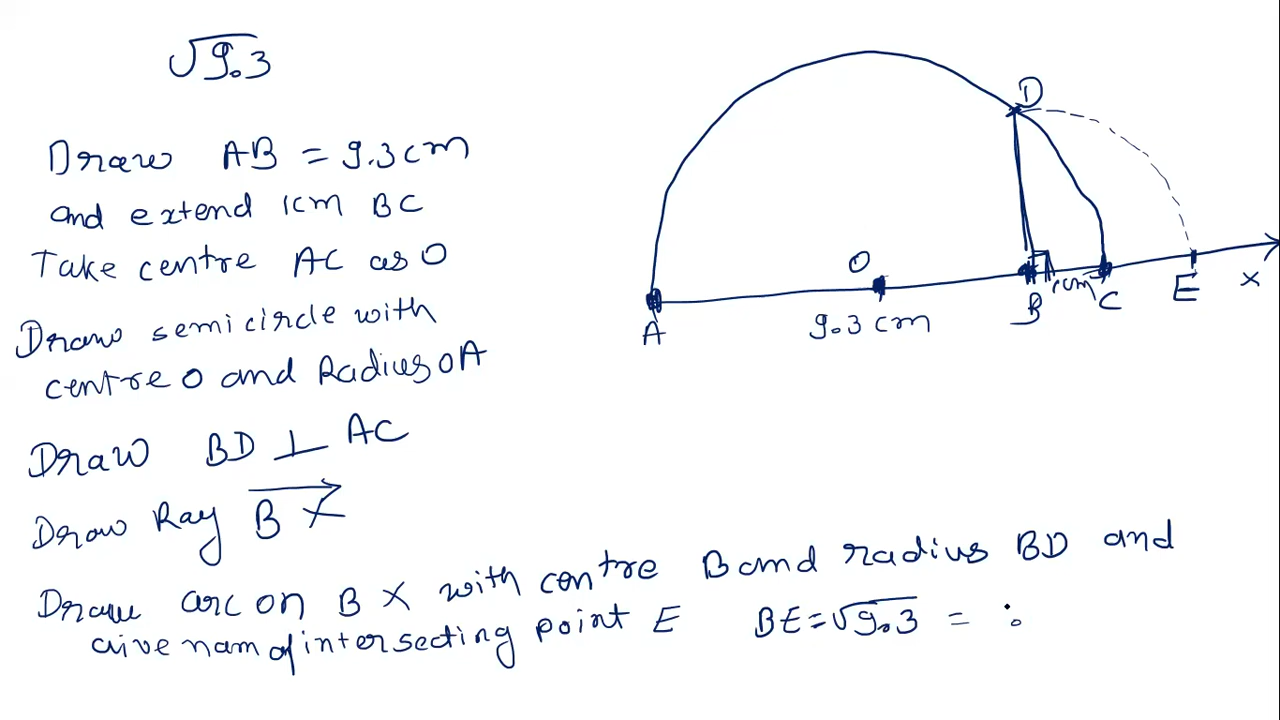 √9.3
Draw AB = 9.3cm
and extend 1cm BC
Take centre AC as O
Draw semicircle with
centre O and Radius OA
Draw BD ⊥ AC
Draw Ray BX
Draw arc on BX with centre B and radius BD and
Give nam of intersecting point E BE = √9.3 =
D
O
A
9.3 cm
B
1cm
C
E
X